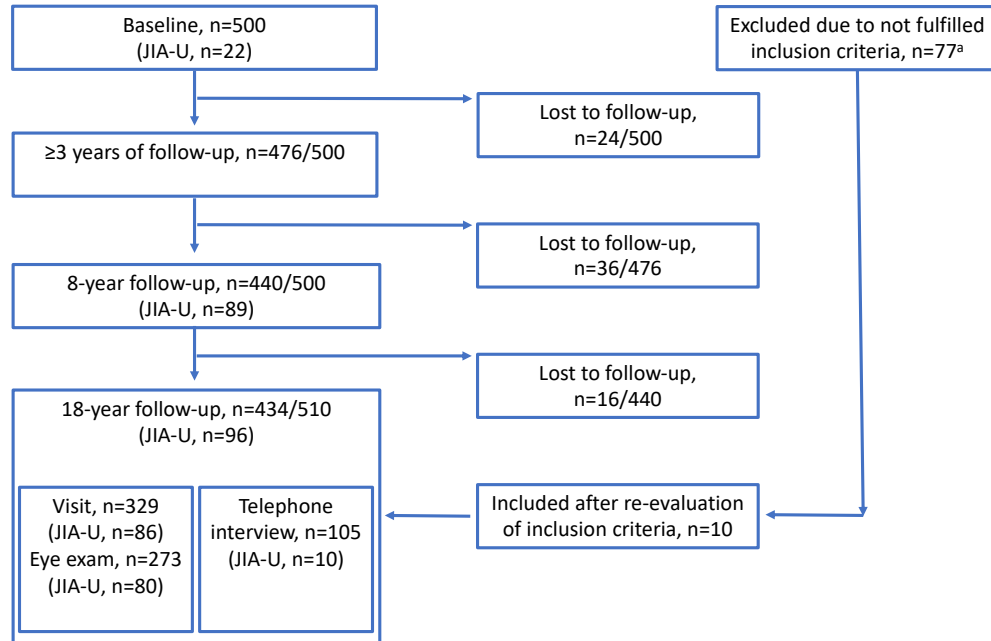 Baseline, n=500
(JIA-U, n=22)
Excluded due to not fulfilled
inclusion criteria, n=77ᵃ
Lost to follow-up,
n=24/500
≥3 years of follow-up, n=476/500
Lost to follow-up,
n=36/476
8-year follow-up, n=440/500
(JIA-U, n=89)
Lost to follow-up,
n=16/440
18-year follow-up, n=434/510
(JIA-U, n=96)
Visit, n=329
(JIA-U, n=86)
Eye exam, n=273
(JIA-U, n=80)
Telephone
interview, n=105
(JIA-U, n=10)
Included after re-evaluation
of inclusion criteria, n=10